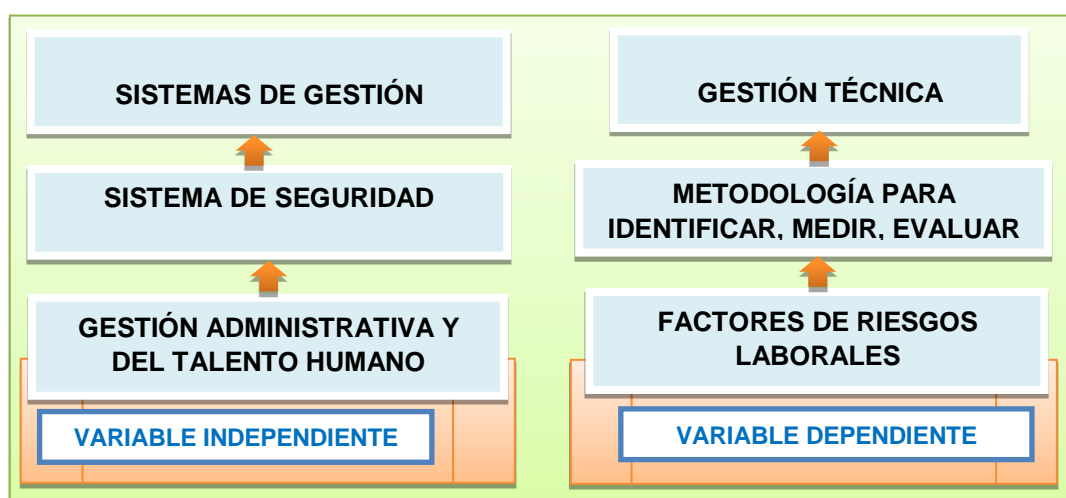 SISTEMAS DE GESTIÓN
SISTEMA DE SEGURIDAD
GESTIÓN ADMINISTRATIVA Y
DEL TALENTO HUMANO
VARIABLE INDEPENDIENTE
GESTIÓN TÉCNICA
METODOLOGÍA PARA
IDENTIFICAR, MEDIR, EVALUAR
FACTORES DE RIESGOS
LABORALES
VARIABLE DEPENDIENTE